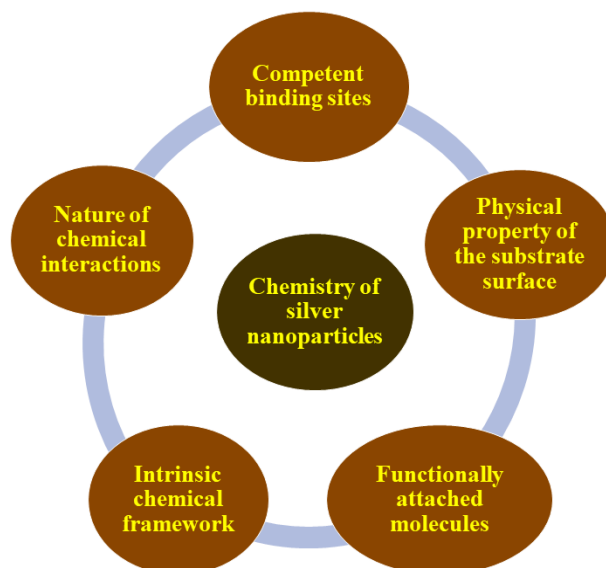 Competent
binding sites
Physical
property of
the substrate
surface
Functionally
attached
molecules
Intrinsic
chemical
framework
Nature of
chemical
interactions
Chemistry of
silver
nanoparticles